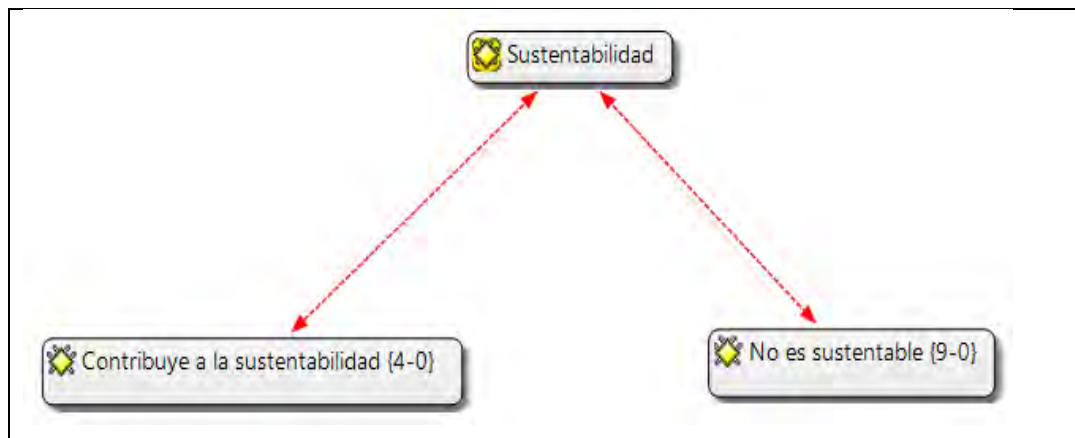 Sustentabilidad
Contribuye a la sustentabilidad {4-0}
No es sustentable {9-0}